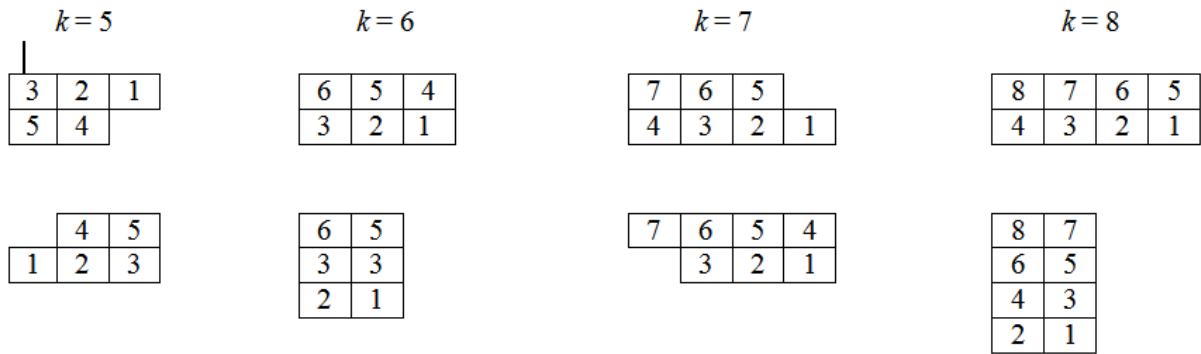 k = 5 k = 6 k = 7 k = 8
3 2 1 6 5 4 7 6 5 8 7 6 5
5 4 3 2 1 4 3 2 1 4 3 2 1
4 5 6 5 7 6 5 4 8 7
1 2 3 3 3 3 2 1 6 5
2 1 4 3
2 1